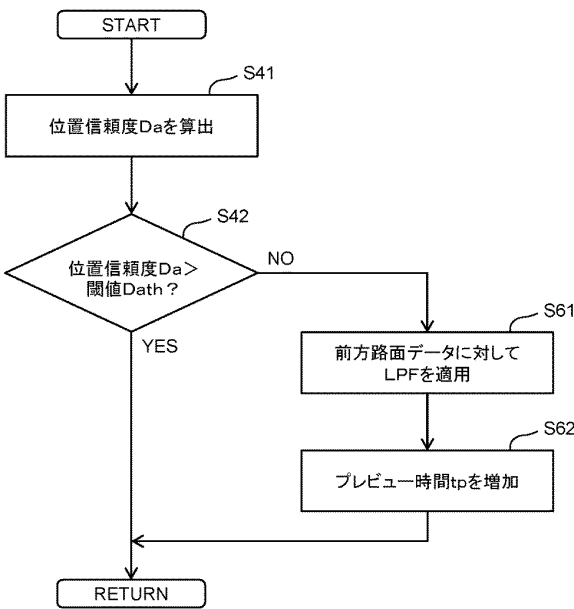 START
S41
位置信頼度Daを算出
S42
位置信頼度Da＞
閾値Dath？
NO
YES
S61
前方路面データに対して
LPFを適用
S62
プレビュー時間tpを増加
RETURN